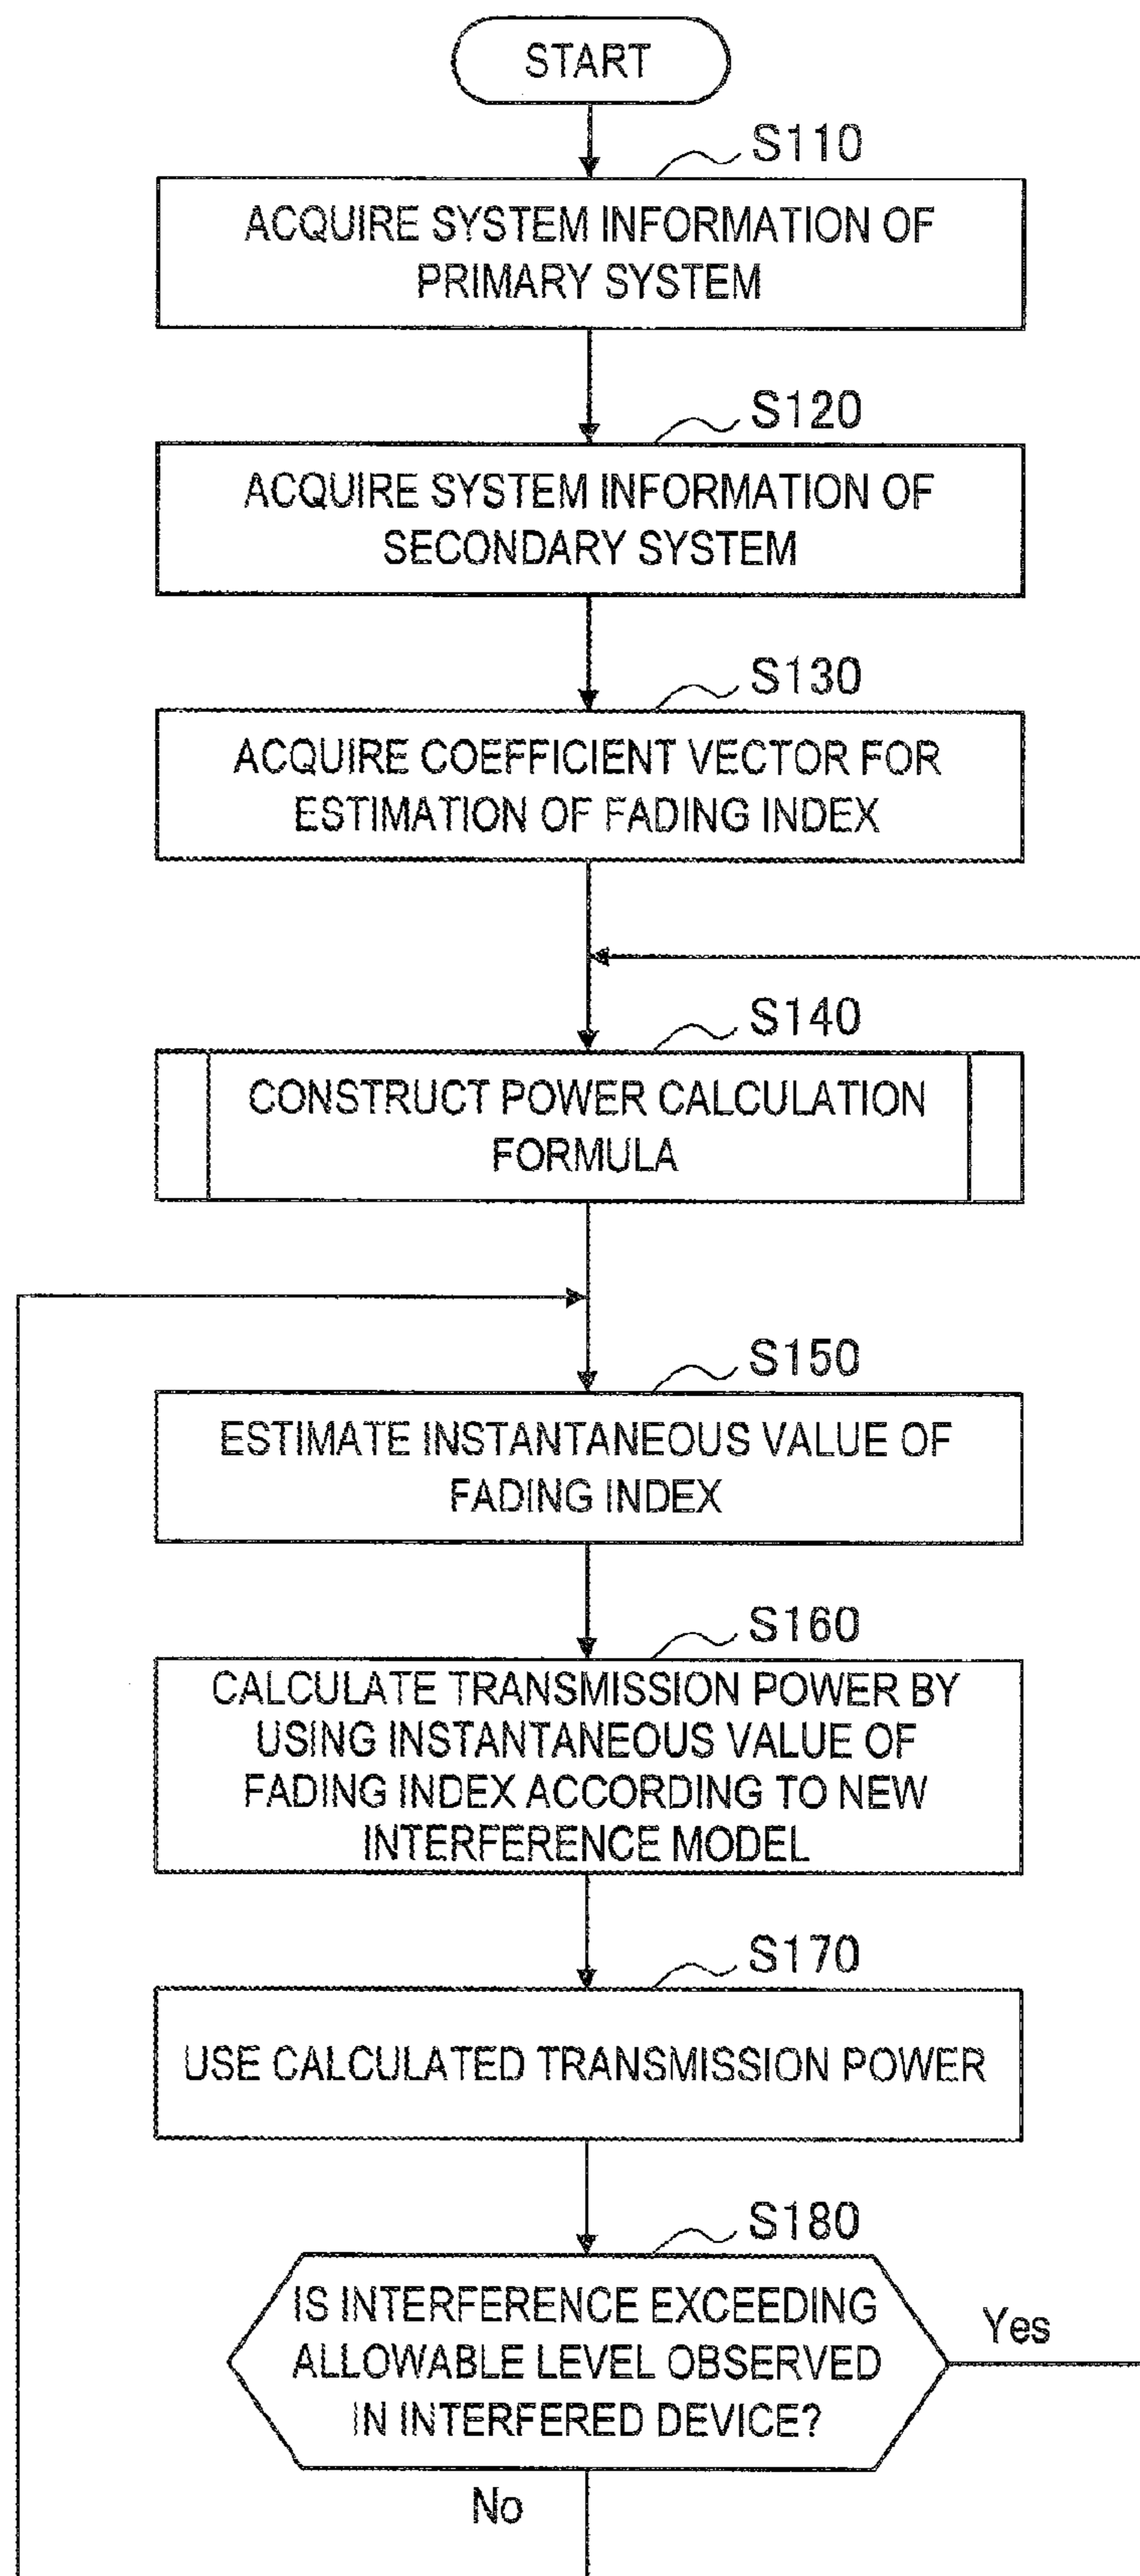 START
S110
ACQUIRE SYSTEM INFORMATION OF
PRIMARY SYSTEM
S120
ACQUIRE SYSTEM INFORMATION OF
SECONDARY SYSTEM
S130
ACQUIRE COEFFICIENT VECTOR FOR
ESTIMATION OF FADING INDEX
S140
CONSTRUCT POWER CALCULATION
FORMULA
S150
ESTIMATE INSTANTANEOUS VALUE OF
FADING INDEX
S160
CALCULATE TRANSMISSION POWER BY
USING INSTANTANEOUS VALUE OF
FADING INDEX ACCORDING TO NEW
INTERFERENCE MODEL
S170
USE CALCULATED TRANSMISSION POWER
S180
IS INTERFERENCE EXCEEDING
ALLOWABLE LEVEL OBSERVED
IN INTERFERED DEVICE?
Yes
No